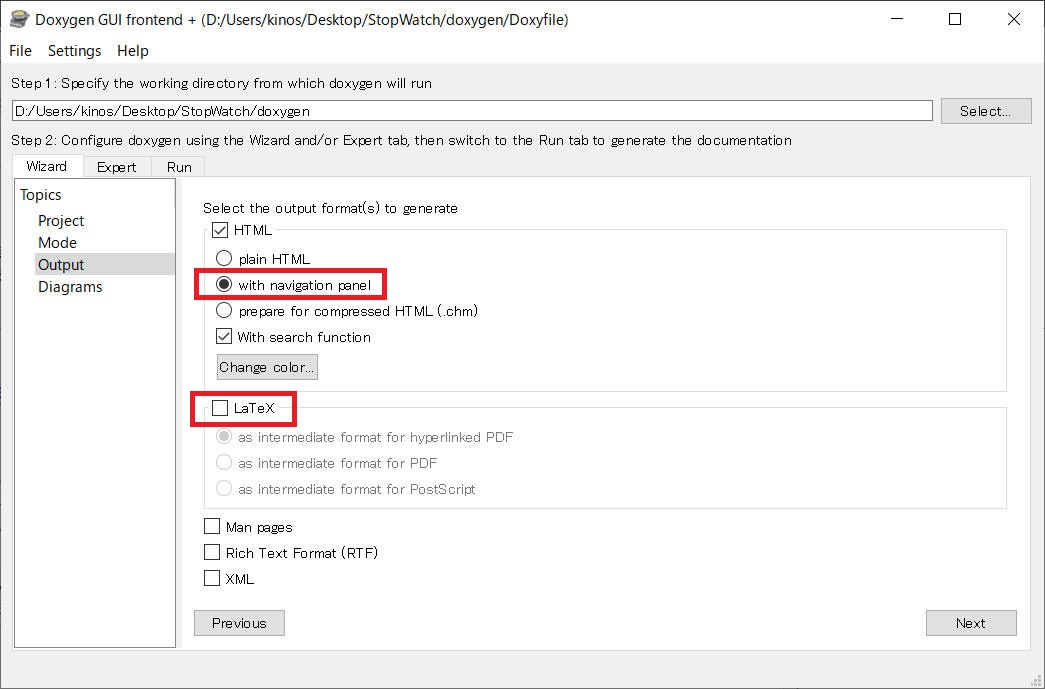 Doxygen GUI frontend + (D:/Users/kinos/Desktop/StopWatch/doxygen/Doxyfile)
File Settings Help
Step 1: Specify the working directory from which doxygen will run
D:/Users/kinos/Desktop/StopWatch/doxygen
Select...
Step 2: Configure doxygen using the Wizard and/or Expert tab, then switch to the Run tab to generate the documentation
Wizard Expert Run
Topics
Project
Mode
Output
Diagrams
Select the output format(s) to generate
HTML
plain HTML
with navigation panel
prepare for compressed HTML (.chm)
With search function
Change color...
LaTeX
as intermediate format for hyperlinked PDF
as intermediate format for PDF
as intermediate format for PostScript
Man pages
Rich Text Format (RTF)
XML
Previous
Next